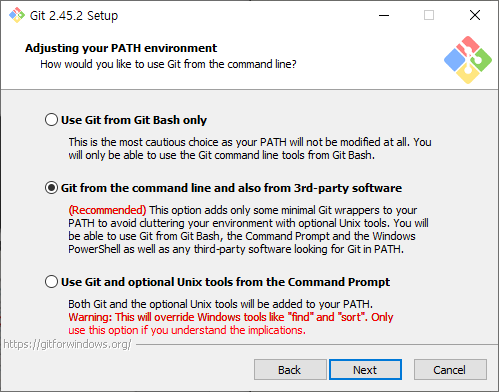 Git 2.45.2 Setup
Adjusting your PATH environment
How would you like to use Git from the command line?
Use Git from Git Bash only
This is the most cautious choice as your PATH will not be modified at all. You
will only be able to use the Git command line tools from Git Bash.
Git from the command line and also from 3rd-party software
(Recommended) This option adds only some minimal Git wrappers to your
PATH to avoid cluttering your environment with optional Unix tools. You will
be able to use Git from Git Bash, the Command Prompt and the Windows
PowerShell as well as any third-party software looking for Git in PATH.
Use Git and optional Unix tools from the Command Prompt
Both Git and the optional Unix tools will be added to your PATH.
Warning: This will override Windows tools like "find" and "sort". Only
use this option if you understand the implications.
https://gitforwindows.org/
Back Next Cancel